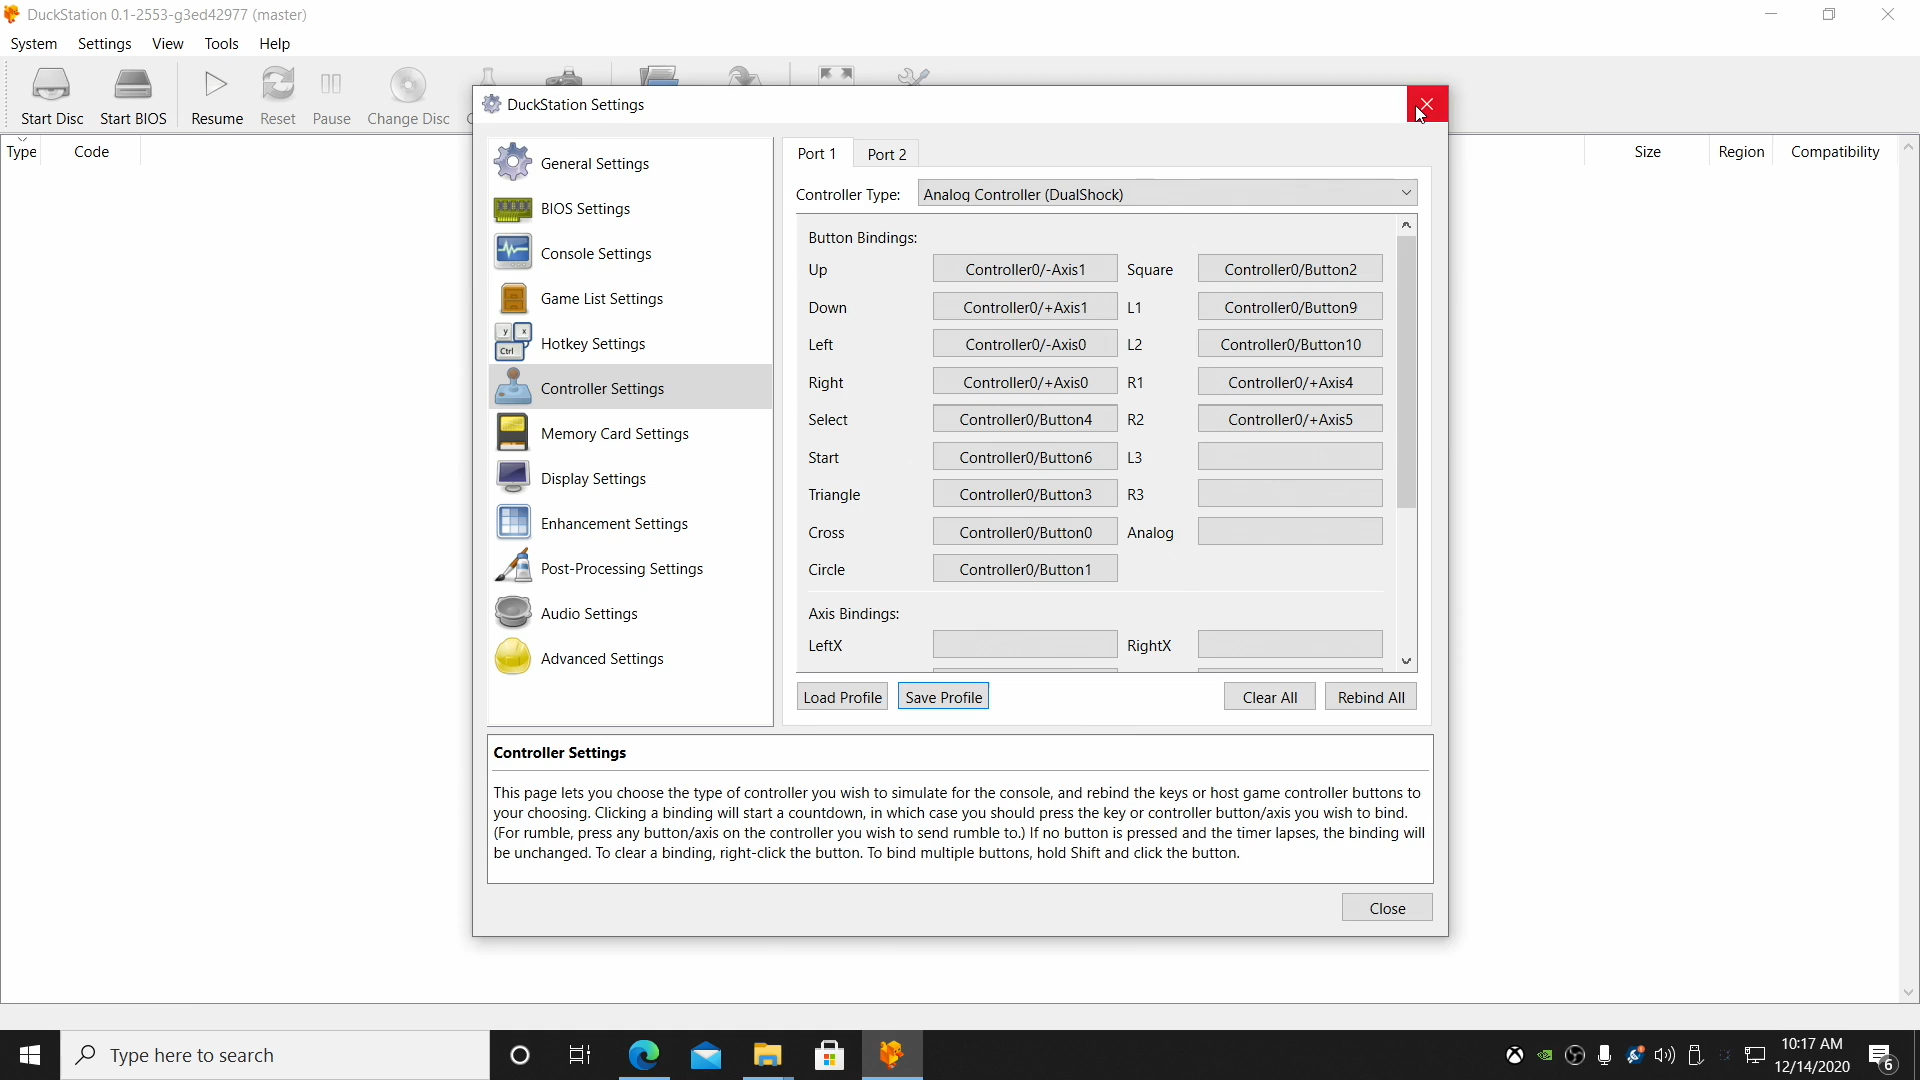 DuckStation 0.1-2553-g3ed42977 (master)
System Settings View Tools Help
Start Disc Start BIOS Resume Reset Pause Change Disc
DuckStation Settings
Type Code Size Region Compatibility
General Settings
BIOS Settings
Console Settings
Game List Settings
y x
Ctrl
Hotkey Settings
Controller Settings
Memory Card Settings
Display Settings
Enhancement Settings
Post-Processing Settings
Audio Settings
Advanced Settings
Port 1 Port 2
Controller Type: Analog Controller (DualShock)
Button Bindings:
Up Controller0/-Axis1 Square Controller0/Button2
Down Controller0/+Axis1 L1 Controller0/Button9
Left Controller0/-Axis0 L2 Controller0/Button10
Right Controller0/+Axis0 R1 Controller0/+Axis4
Select Controller0/Button4 R2 Controller0/+Axis5
Start Controller0/Button6 L3
Triangle Controller0/Button3 R3
Cross Controller0/Button0 Analog
Circle Controller0/Button1
Axis Bindings:
LeftX RightX
Load Profile Save Profile Clear All Rebind All
Controller Settings
This page lets you choose the type of controller you wish to simulate for the console, and rebind the keys or host game controller buttons to
your choosing. Clicking a binding will start a countdown, in which case you should press the key or controller button/axis you wish to bind.
(For rumble, press any button/axis on the controller you wish to send rumble to.) If no button is pressed and the timer lapses, the binding will
be unchanged. To clear a binding, right-click the button. To bind multiple buttons, hold Shift and click the button.
Close
Type here to search
10:17 AM
12/14/2020
6